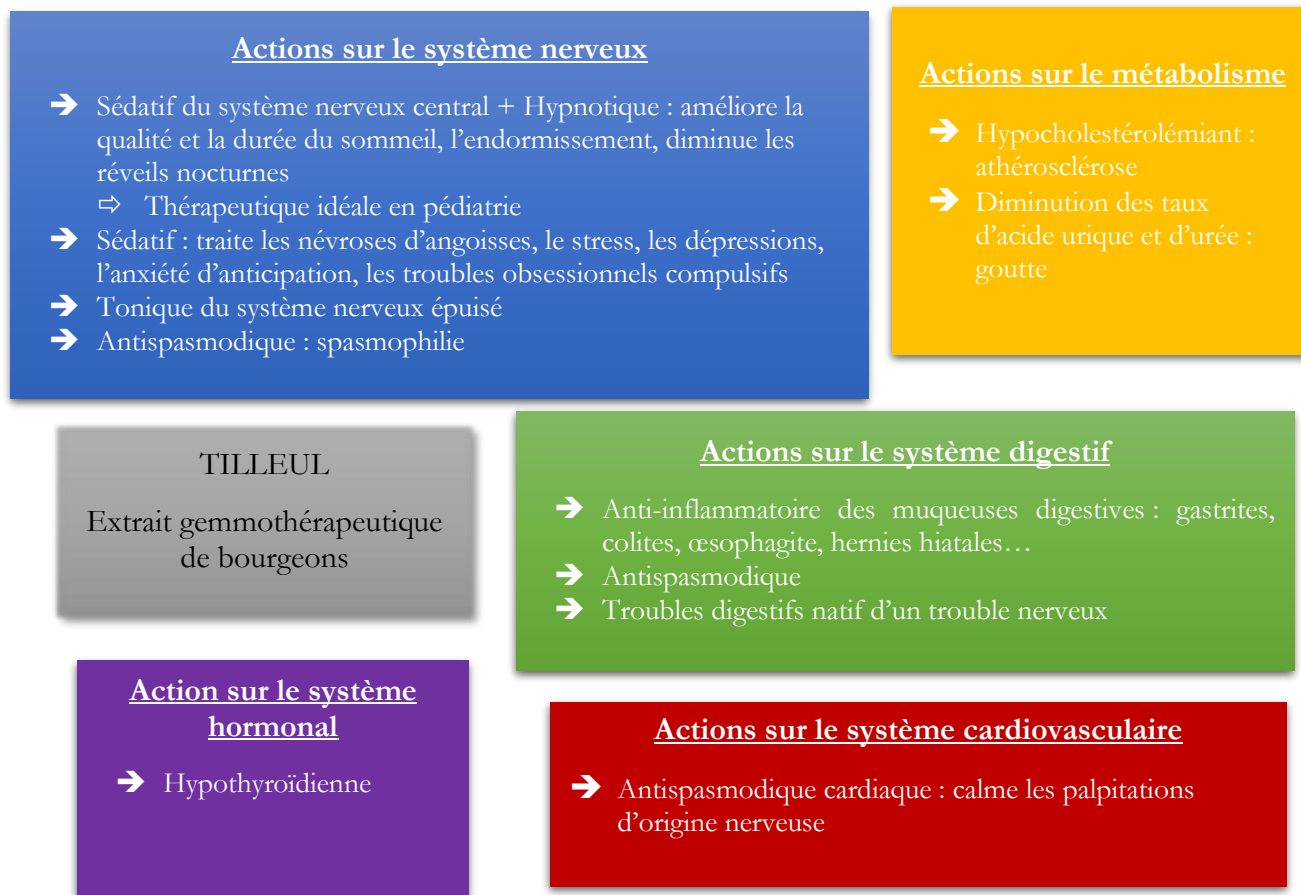 Actions sur le système nerveux
➔ Sédatif du système nerveux central + Hypnotique : améliore la
qualité et la durée du sommeil, l’endormissement, diminue les
réveils nocturnes
⇨ Thérapeutique idéale en pédiatrie
➔ Sédatif : traite les névroses d’angoisses, le stress, les dépressions,
l’anxiété d’anticipation, les troubles obsessionnels compulsifs
➔ Tonique du système nerveux épuisé
➔ Antispasmodique : spasmophilie
Actions sur le métabolisme
➔ Hypocholestérolémiant :
athérosclérose
➔ Diminution des taux
d’acide urique et d’urée :
goutte
TILLEUL
Extrait gemmothérapeutique
de bourgeons
Actions sur le système digestif
➔ Anti-inflammatoire des muqueuses digestives : gastrites,
colites, œsophagite, hernies hiatales…
➔ Antispasmodique
➔ Troubles digestifs natif d’un trouble nerveux
Action sur le système
hormonal
➔ Hypothyroïdienne
Actions sur le système cardiovasculaire
➔ Antispasmodique cardiaque : calme les palpitations
d’origine nerveuse